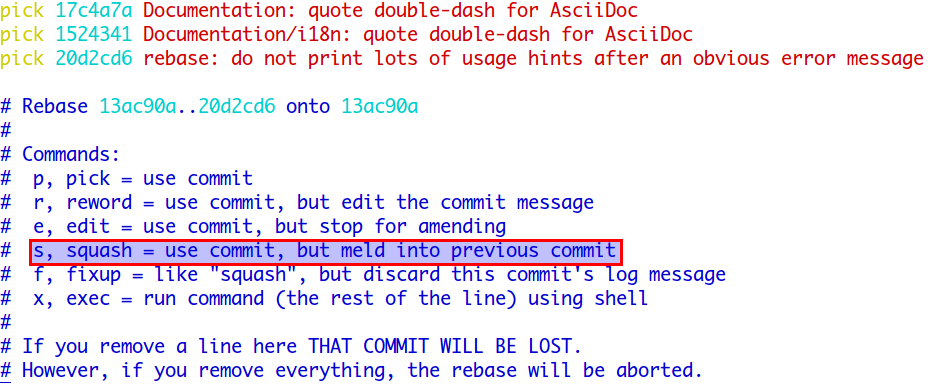 pick 17c4a7a Documentation: quote double-dash for AsciiDoc
pick 1524341 Documentation/i18n: quote double-dash for AsciiDoc
pick 20d2cd6 rebase: do not print lots of usage hints after an obvious error message
# Rebase 13ac90a..20d2cd6 onto 13ac90a
#
# Commands:
#  p, pick = use commit
#  r, reword = use commit, but edit the commit message
#  e, edit = use commit, but stop for amending
#  s, squash = use commit, but meld into previous commit
#  f, fixup = like "squash", but discard this commit's log message
#  x, exec = run command (the rest of the line) using shell
#
# If you remove a line here THAT COMMIT WILL BE LOST.
# However, if you remove everything, the rebase will be aborted.